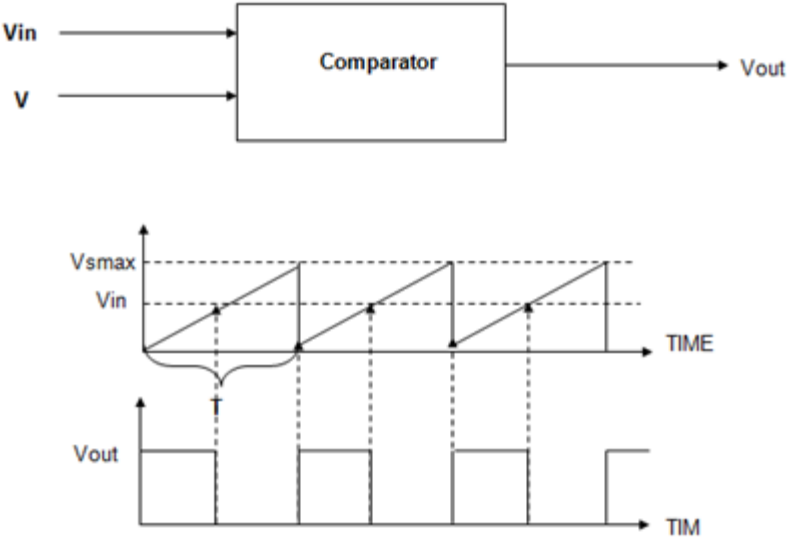 Vin
Comparator
Vout
V
Vsmax
Vin
TIME
T
Vout
TIM